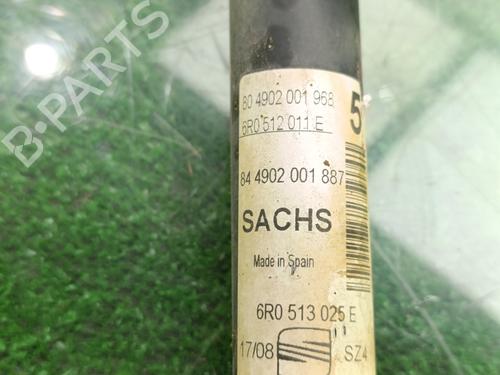 80 4902 001 968
6R0 512 011 E
5
84 4902 001 887
SACHS
Made in Spain
6R0 513 025 E
17/08
SZ4
B-PARTS
B-PARTS